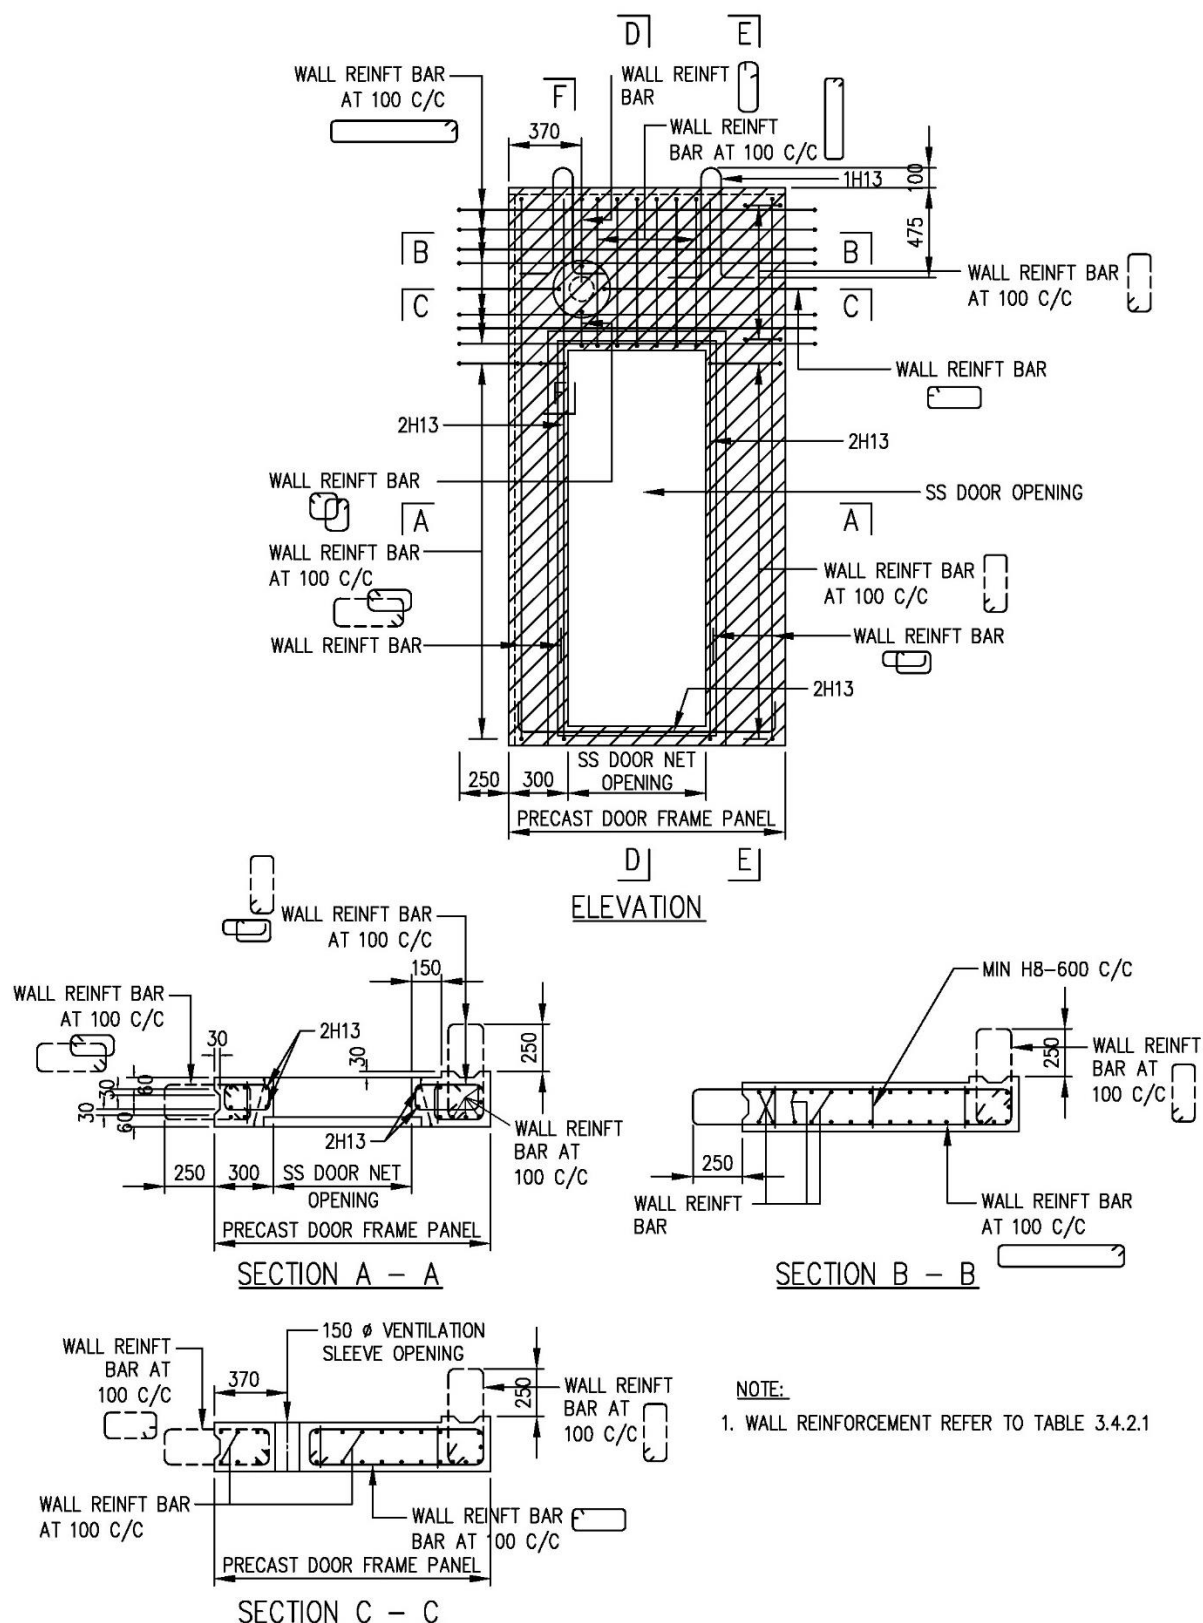 D
E
WALL REINFT BAR
AT 100 C/C
WALL REINFT
BAR
F
370
WALL REINFT
BAR AT 100 C/C
1H13
100
475
B
B
WALL REINFT BAR
AT 100 C/C
C
C
WALL REINFT BAR
F
2H13
2H13
WALL REINFT BAR
SS DOOR OPENING
A
A
WALL REINFT BAR
AT 100 C/C
WALL REINFT BAR
AT 100 C/C
WALL REINFT BAR
WALL REINFT BAR
2H13
SS DOOR NET
OPENING
250
300
PRECAST DOOR FRAME PANEL
D
E
ELEVATION
WALL REINFT BAR
AT 100 C/C
150
WALL REINFT BAR
AT 100 C/C
30
2H13
30
250
60
30
30
60
2H13
WALL REINFT
BAR AT
100 C/C
250
300
SS DOOR NET
OPENING
PRECAST DOOR FRAME PANEL
SECTION A - A
MIN H8-600 C/C
250
WALL REINFT
BAR AT
100 C/C
250
WALL REINFT
BAR
WALL REINFT BAR
AT 100 C/C
SECTION B - B
150 ø VENTILATION
SLEEVE OPENING
WALL REINFT
BAR AT
100 C/C
370
250
WALL REINFT
BAR AT
100 C/C
WALL REINFT BAR
AT 100 C/C
WALL REINFT BAR
BAR AT 100 C/C
PRECAST DOOR FRAME PANEL
SECTION C - C
NOTE:
1. WALL REINFORCEMENT REFER TO TABLE 3.4.2.1